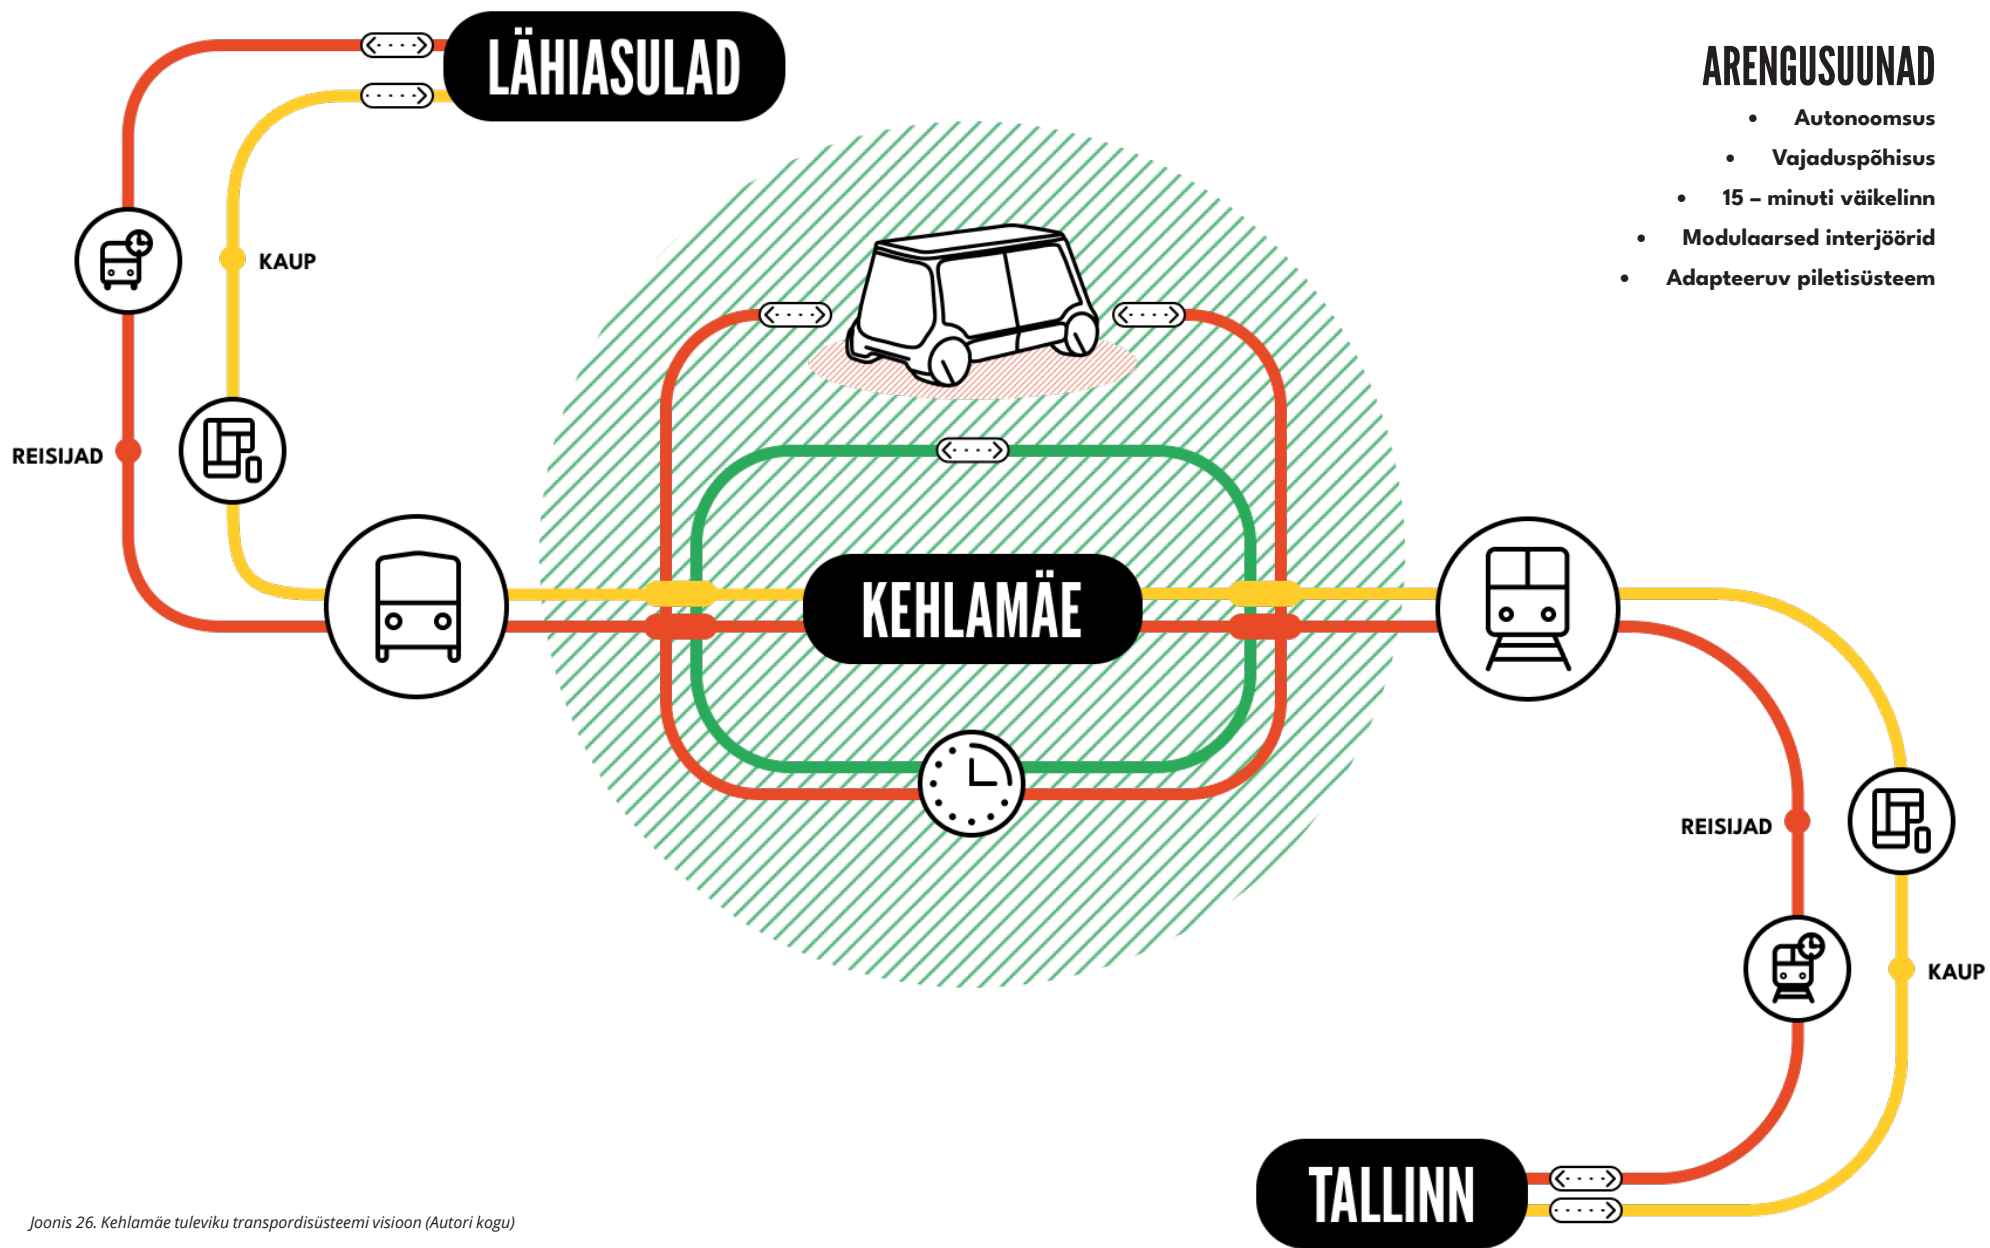 LÄHIASULAD
ARENGUSUUNAD
• Autonoomsus
• Vajaduspõhisus
• 15 – minuti väikelinn
• Modulaarsed interjöörid
• Adapteeruv piletisüsteem
KAUP
REISIJAD
KEHLAMÄE
REISIJAD
KAUP
TALLINN
Joonis 26. Kehlamäe tuleviku transpordisüsteemi visioon (Autori kogu)